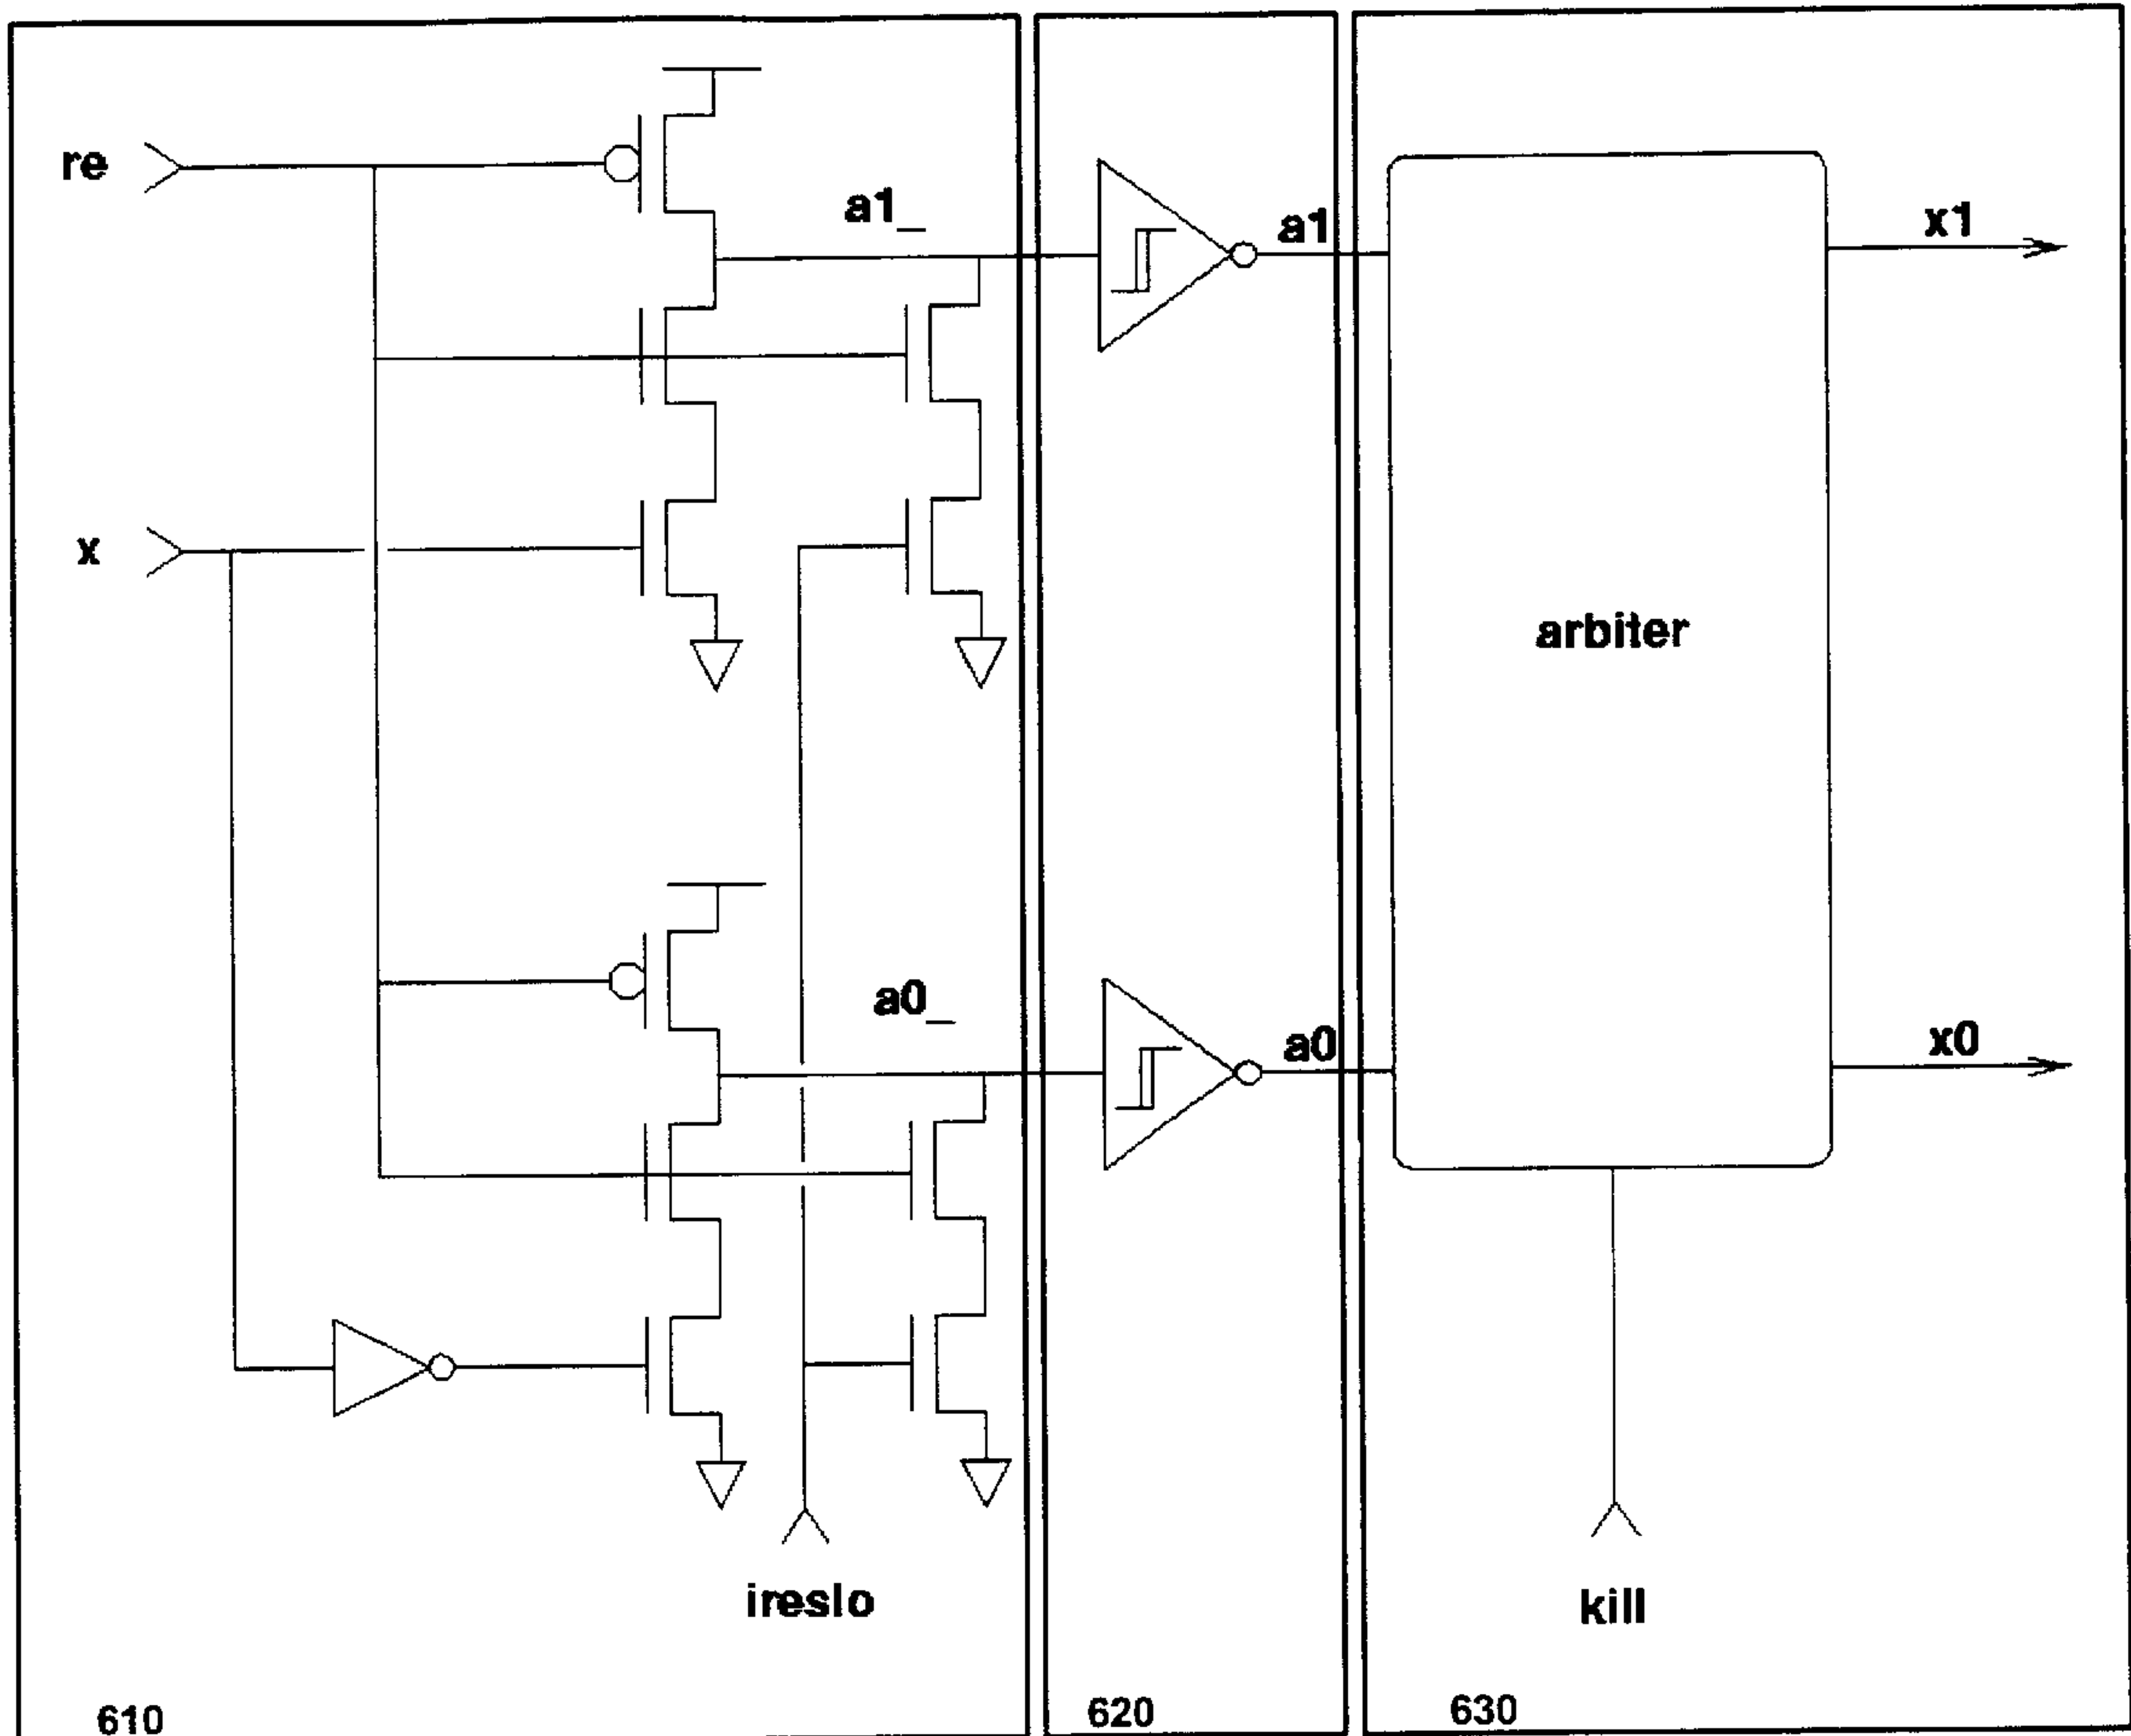 re
a1_
a1
x1
x
arbiter
a0_
a0
x0
ireslo
kill
610
620
630